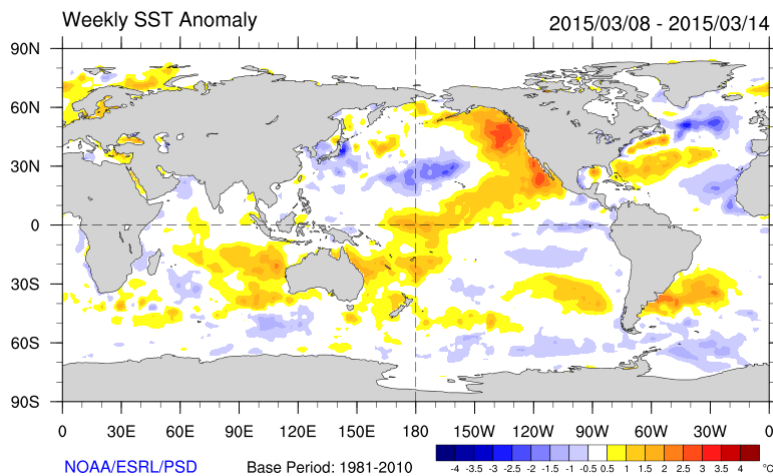 Weekly SST Anomaly
2015/03/08 - 2015/03/14
90N
60N
30N
0
30S
60S
90S
0 30E 60E 90E 120E 150E 180 150W 120W 90W 60W 30W 0
NOAA/ESRL/PSD Base Period: 1981-2010
-4 -3.5 -3 -2.5 -2 -1.5 -1 -0.5 0.5 1 1.5 2 2.5 3 3.5 4 °C